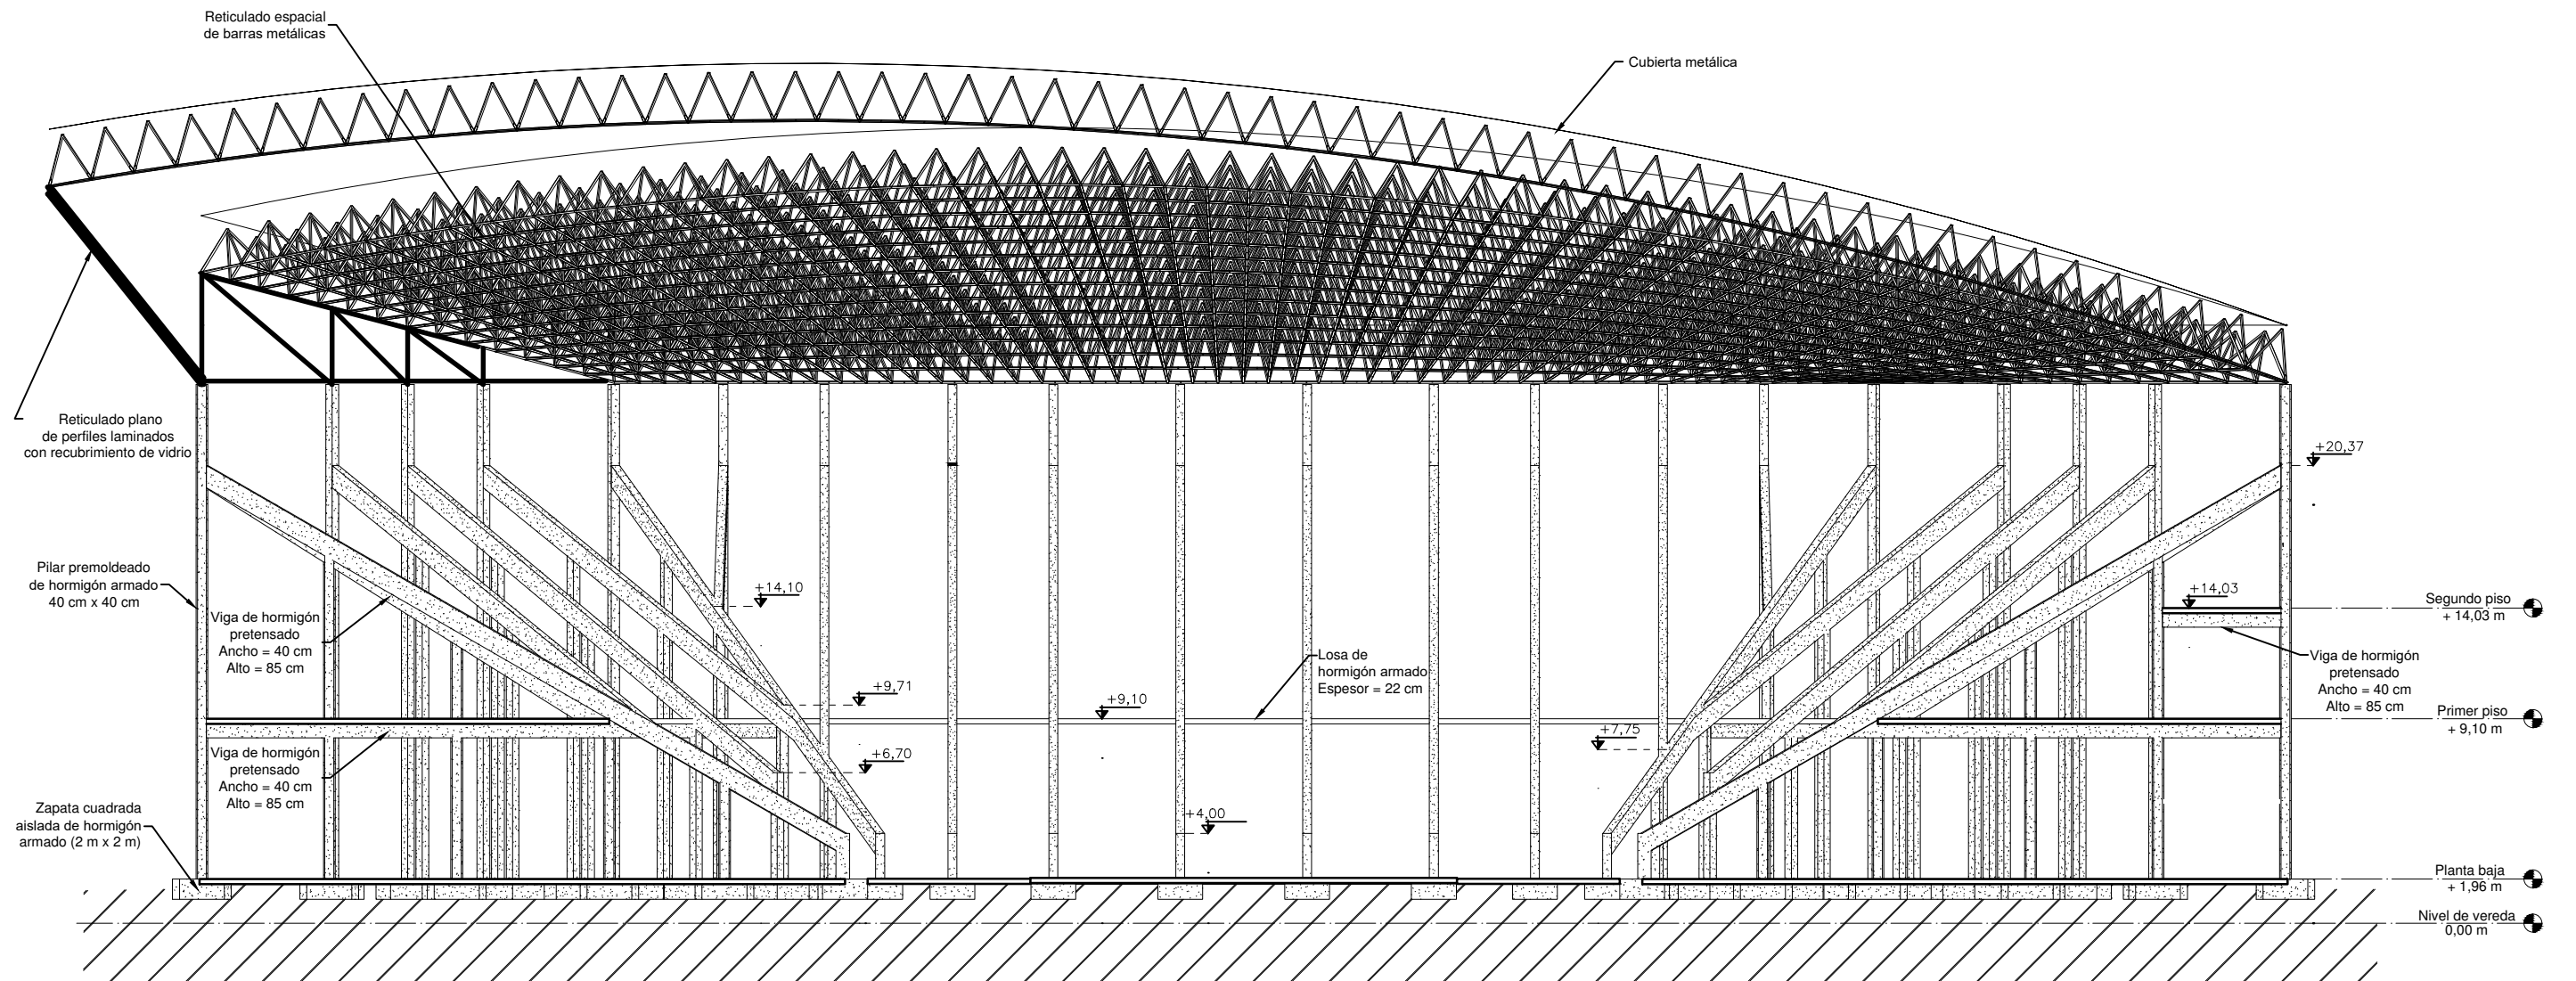 Reticulado espacial
de barras metálicas
Cubierta metálica
Reticulado plano
de perfiles laminados
con recubrimiento de vidrio
+20,37
Pilar premoldeado
de hormigón armado
40 cm x 40 cm
Viga de hormigón
pretensado
Ancho = 40 cm
Alto = 85 cm
+14,10
+14,03
Segundo piso
+ 14,03 m
Losa de
hormigón armado
Espesor = 22 cm
Viga de hormigón
pretensado
Ancho = 40 cm
Alto = 85 cm
+9,71
+9,10
Primer piso
+ 9,10 m
+7,75
Viga de hormigón
pretensado
Ancho = 40 cm
Alto = 85 cm
+6,70
Zapata cuadrada
aislada de hormigón
armado (2 m x 2 m)
+4,00
Planta baja
+ 1,96 m
Nivel de vereda
0,00 m